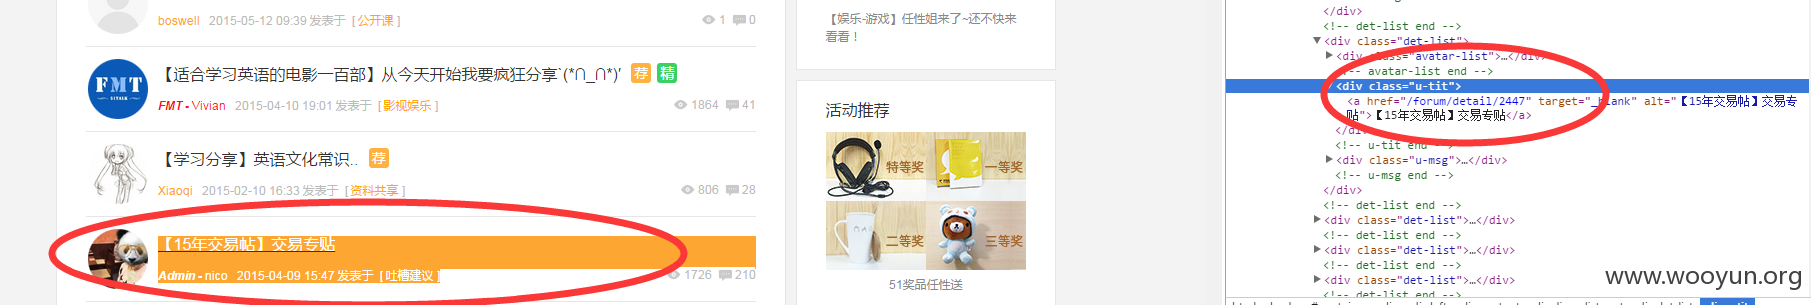 boswell 2015-05-12 09:39 发表于 [ 公开课 ] 1 0
FMT
51TALK
【适合学习英语的电影一百部】从今天开始我要疯狂分享`(*∩_∩*)′ 荐 精
FMT - Vivian 2015-04-10 19:01 发表于 [ 影视娱乐 ] 1864 41
【学习分享】英语文化常识.. 荐
Xiaoqi 2015-02-10 16:33 发表于 [ 资料共享 ] 806 28
【15年交易帖】交易专贴
Admin - nico 2015-04-09 15:47 发表于 [ 吐槽建议 ] 1726 210
【娱乐-游戏】任性姐来了~还不快来
看看！
活动推荐
特等奖 一等奖
二等奖 三等奖
51奖品任性送
</div>
<!-- det-list end -->
▼<div class="det-list">
▶<div class="avatar-list">…</div>
<!-- avatar-list end -->
<div class="u-tit">
<a href="/forum/detail/2447" target="_blank" alt="【15年交易帖】交易专
贴">【15年交易帖】交易专贴</a>
</div>
<!-- u-tit end -->
▶<div class="u-msg">…</div>
<!-- u-msg end -->
</div>
<!-- det-list end -->
▶<div class="det-list">…</div>
<!-- det-list end -->
▶<div class="det-list">…</div>
<!-- det-list end -->
▶<div class="det-list">…</div>
<!-- det-list end -->
www.wooyun.org